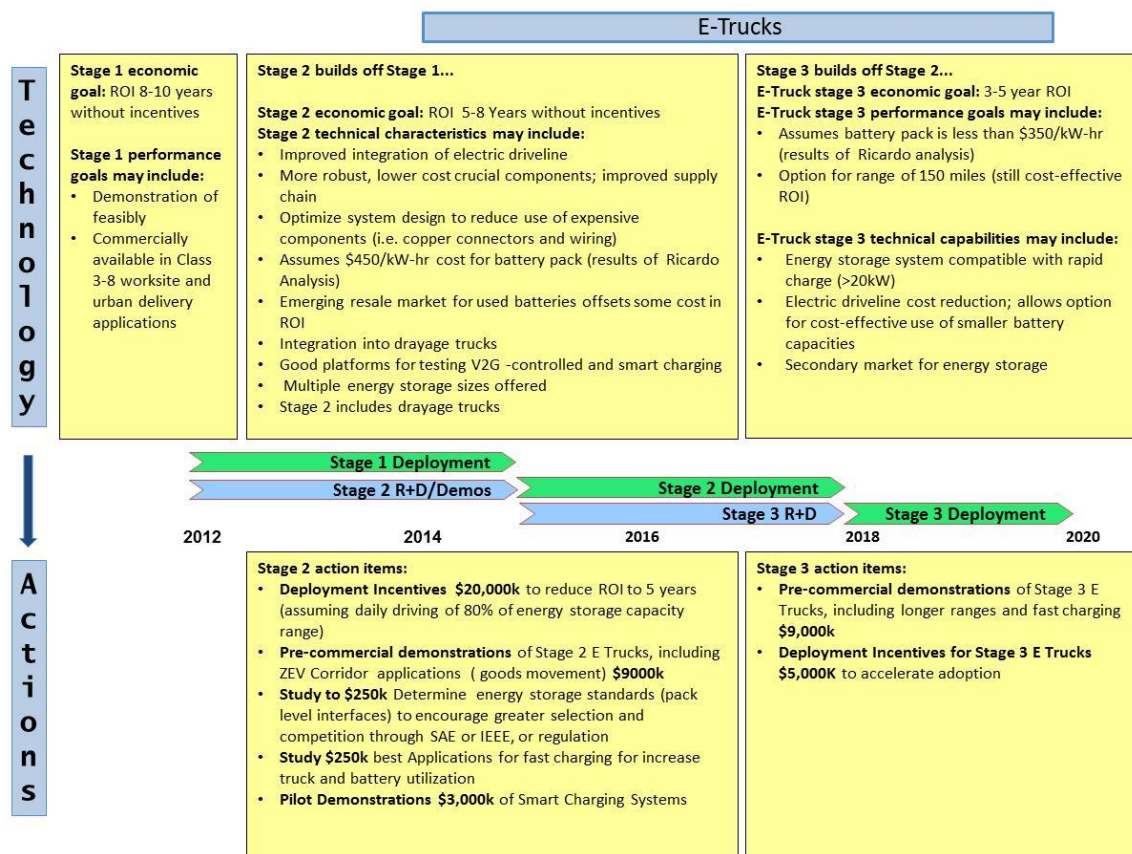 E-Trucks
Technology
Stage 1 economic
goal: ROI 8-10 years
without incentives
Stage 1 performance
goals may include:
• Demonstration of
feasibly
• Commercially
available in Class
3-8 worksite and
urban delivery
applications
Stage 2 builds off Stage 1...
Stage 2 economic goal: ROI 5-8 Years without incentives
Stage 2 technical characteristics may include:
• Improved integration of electric driveline
• More robust, lower cost crucial components; improved supply
chain
• Optimize system design to reduce use of expensive
components (i.e. copper connectors and wiring)
• Assumes $450/kW-hr cost for battery pack (results of Ricardo
Analysis)
• Emerging resale market for used batteries offsets some cost in
ROI
• Integration into drayage trucks
• Good platforms for testing V2G -controlled and smart charging
• Multiple energy storage sizes offered
• Stage 2 includes drayage trucks
Stage 3 builds off Stage 2...
E-Truck stage 3 economic goal: 3-5 year ROI
E-Truck stage 3 performance goals may include:
• Assumes battery pack is less than $350/kW-hr
(results of Ricardo analysis)
• Option for range of 150 miles (still cost-effective
ROI)
E-Truck stage 3 technical capabilities may include:
• Energy storage system compatible with rapid
charge (>20kW)
• Electric driveline cost reduction; allows option
for cost-effective use of smaller battery
capacities
• Secondary market for energy storage
Stage 1 Deployment
Stage 2 R+D/Demos
Stage 2 Deployment
Stage 3 R+D
Stage 3 Deployment
2012 2014 2016 2018 2020
Actions
Stage 2 action items:
• Deployment Incentives $20,000k to reduce ROI to 5 years
(assuming daily driving of 80% of energy storage capacity
range)
• Pre-commercial demonstrations of Stage 2 E Trucks, including
ZEV Corridor applications ( goods movement) $9000k
• Study to $250k Determine energy storage standards (pack
level interfaces) to encourage greater selection and
competition through SAE or IEEE, or regulation
• Study $250k best Applications for fast charging for increase
truck and battery utilization
• Pilot Demonstrations $3,000k of Smart Charging Systems
Stage 3 action items:
• Pre-commercial demonstrations of Stage 3 E
Trucks, including longer ranges and fast charging
$9,000k
• Deployment Incentives for Stage 3 E Trucks
$5,000K to accelerate adoption